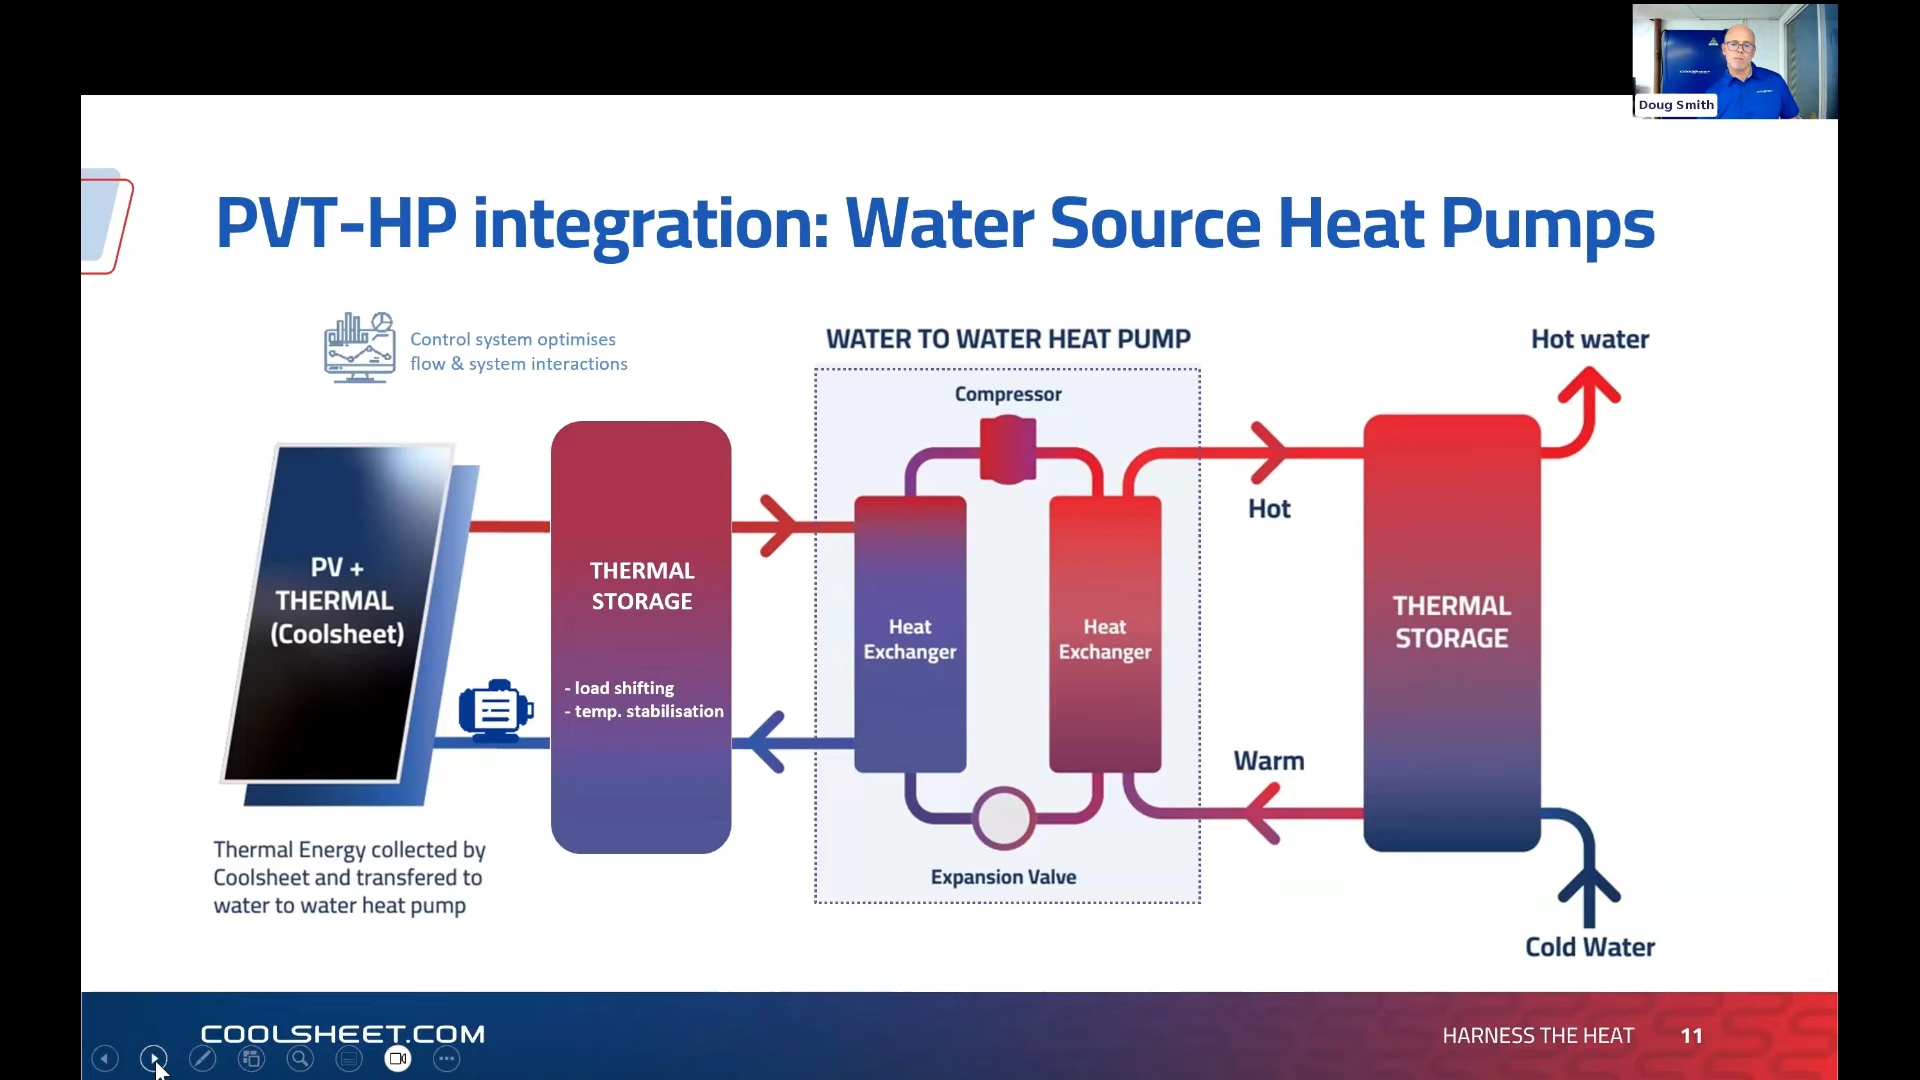 Doug Smith
PVT-HP integration: Water Source Heat Pumps
Control system optimises
flow & system interactions
WATER TO WATER HEAT PUMP
Hot water
Compressor
PV +
THERMAL
(Coolsheet)
THERMAL
STORAGE
- load shifting
- temp. stabilisation
Heat
Exchanger
Heat
Exchanger
Hot
THERMAL
STORAGE
Warm
Thermal Energy collected by
Coolsheet and transfered to
water to water heat pump
Expansion Valve
Cold Water
COOLSHEET.COM
HARNESS THE HEAT
11